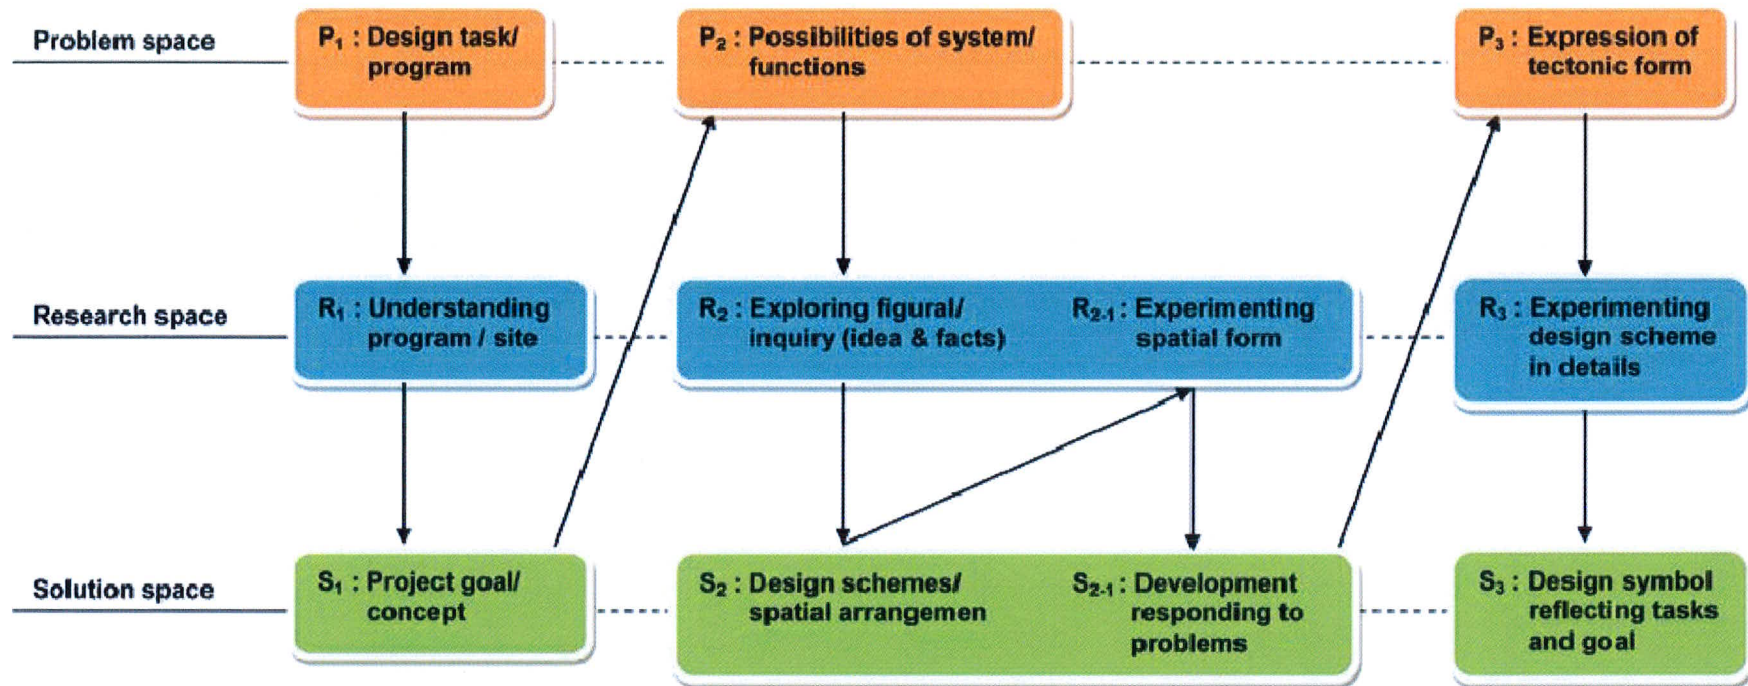 Problem space
P1 : Design task/
program
P2 : Possibilities of system/
functions
P3 : Expression of
tectonic form
Research space
R1 : Understanding
program / site
R2 : Exploring figural/
inquiry (idea & facts)
R2-1 : Experimenting
spatial form
R3 : Experimenting
design scheme
in details
Solution space
S1 : Project goal/
concept
S2 : Design schemes/
spatial arrangemen
S2-1 : Development
responding to
problems
S3 : Design symbol
reflecting tasks
and goal